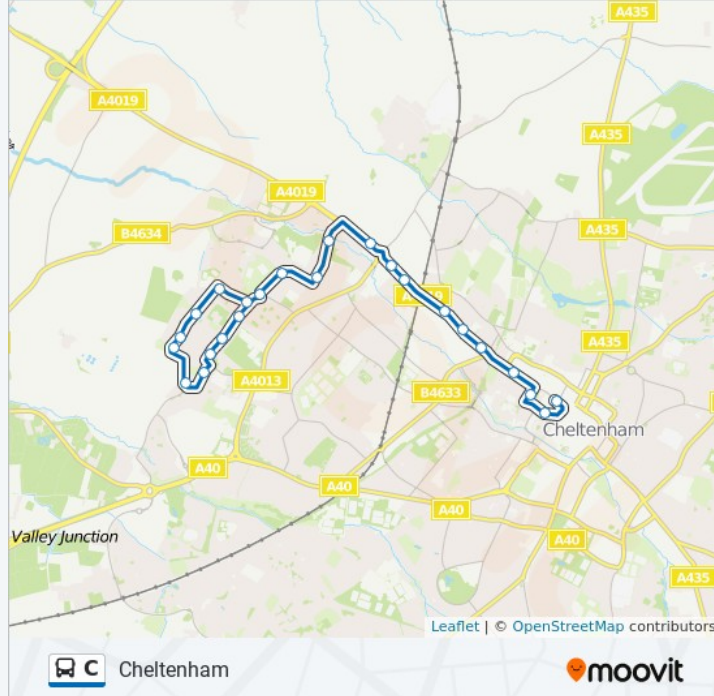 A435
A4019
A435
A4019
B4634
A435
A4019
A435
A4013
B4633
Cheltenham
A40
A40
A40
Valley Junction
A40
A435
Leaflet | © OpenStreetMap contributors
C Cheltenham
moovit